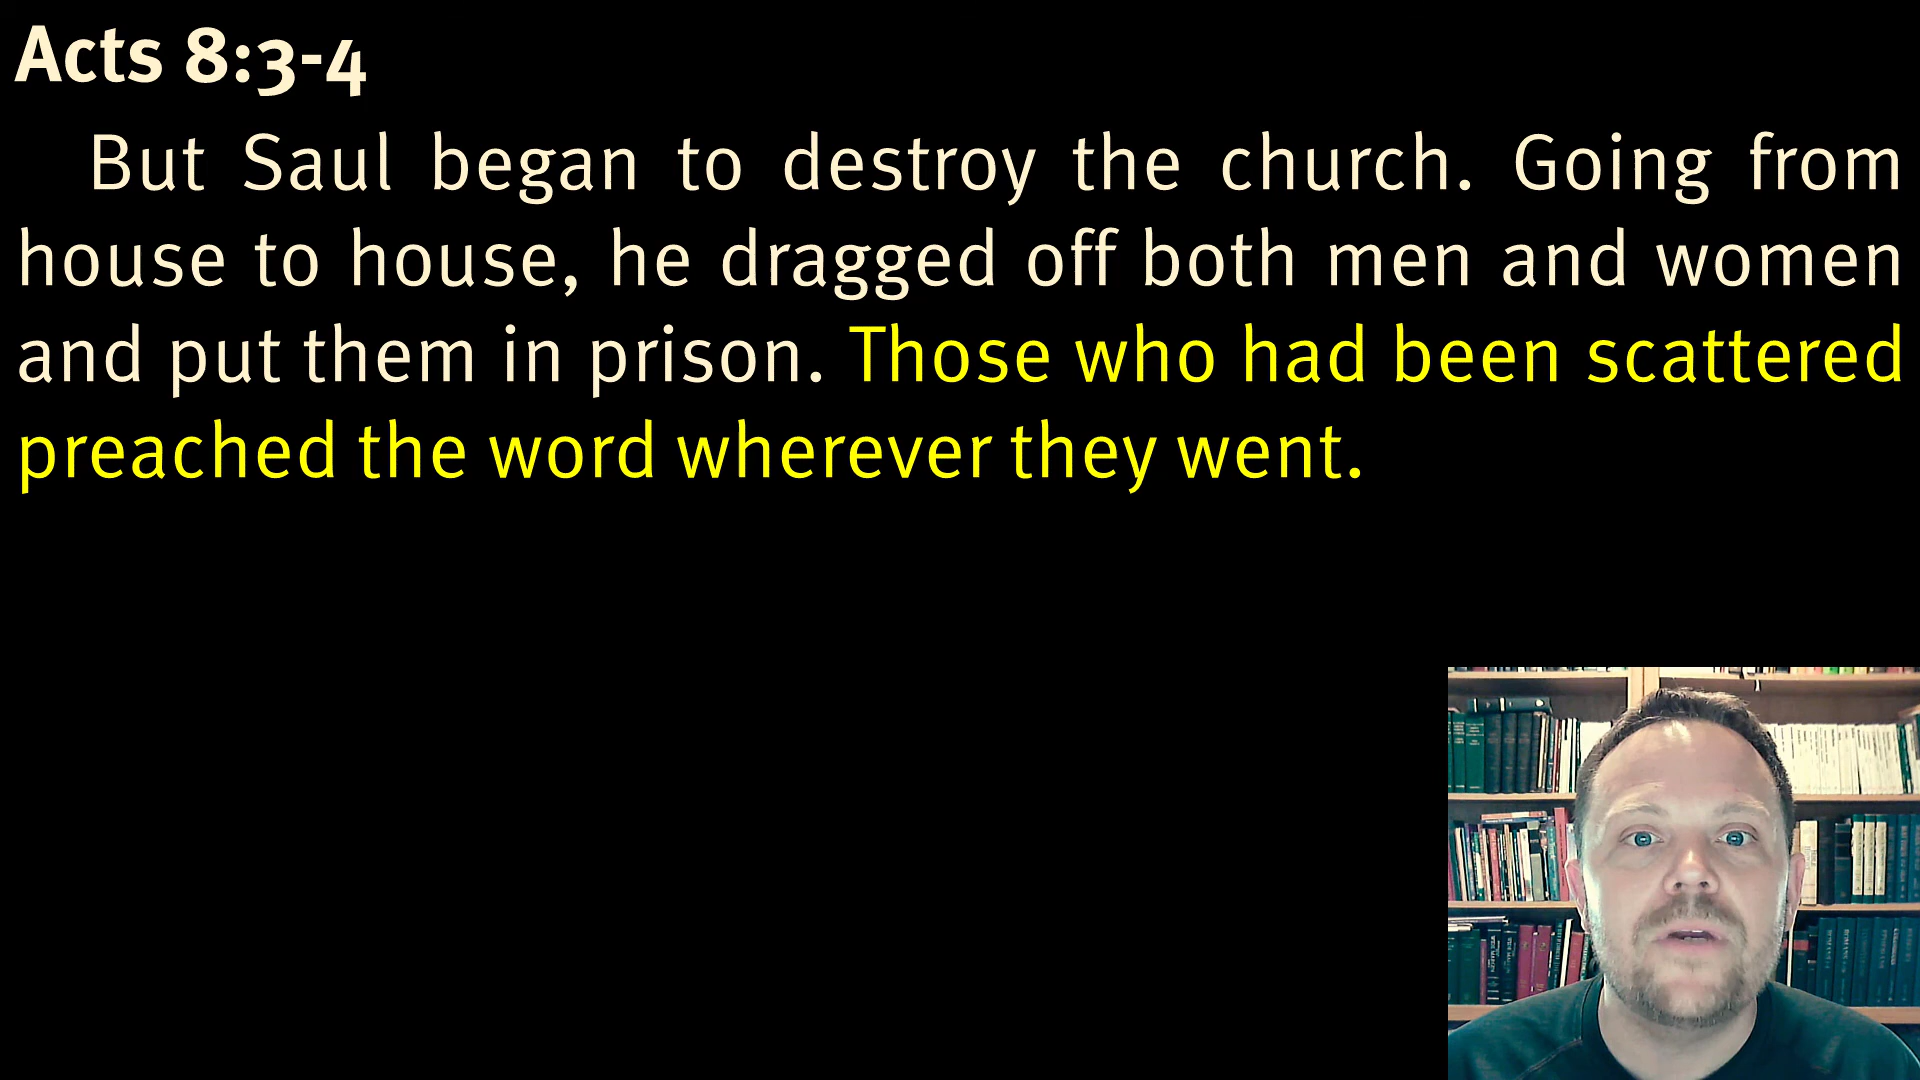 Acts 8:3-4
But Saul began to destroy the church. Going from
house to house, he dragged off both men and women
and put them in prison. Those who had been scattered
preached the word wherever they went.